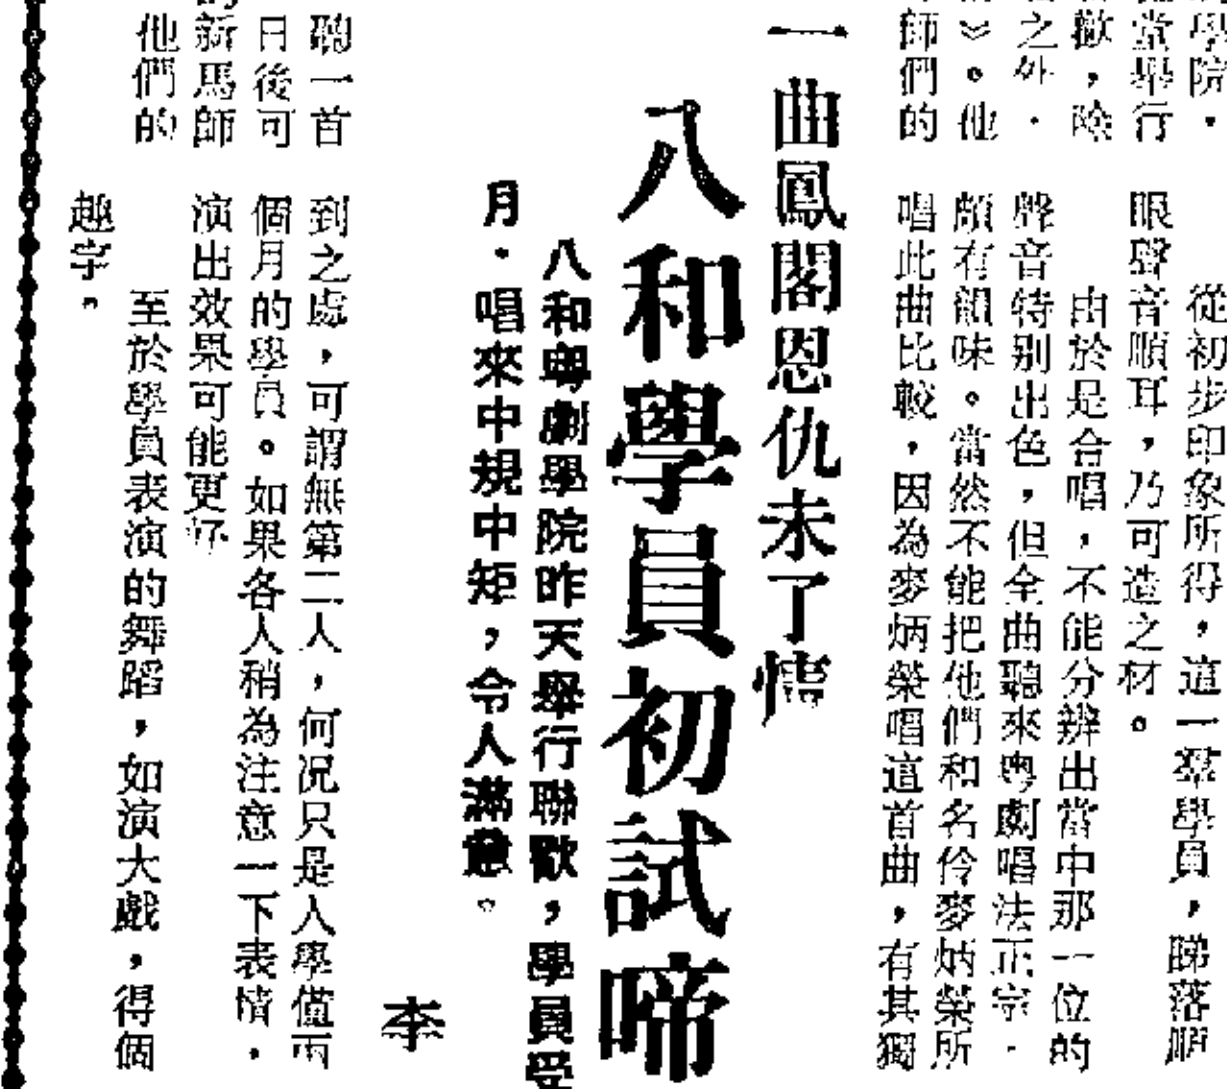 學院，
堂舉行
歡，除
之外，
》。他
師們的
從初步印象所得，這一羣學員，睇落順
眼聲音順耳，乃可造之材。
由於是合唱，不能分辨出當中那一位的
聲音特別出色，但全曲聽來粵劇唱法正宗，
頗有韻味。當然不能把他們和名伶麥炳榮所
唱此曲比較，因為麥炳榮唱這首曲，有其獨
一曲鳳閣恩仇未了情
八和學員初試啼
八和粵劇學院昨天舉行聯歡，學員受
月，唱來中規中矩，令人滿意。
李
聽一首
日後可
新馬師
他們的
到之處，可謂無第二人，何況只是入學僅兩
個月的學員。如果各人稍為注意一下表情，
演出效果可能更好
至於學員表演的舞蹈，如演大戲，得個
趣字。